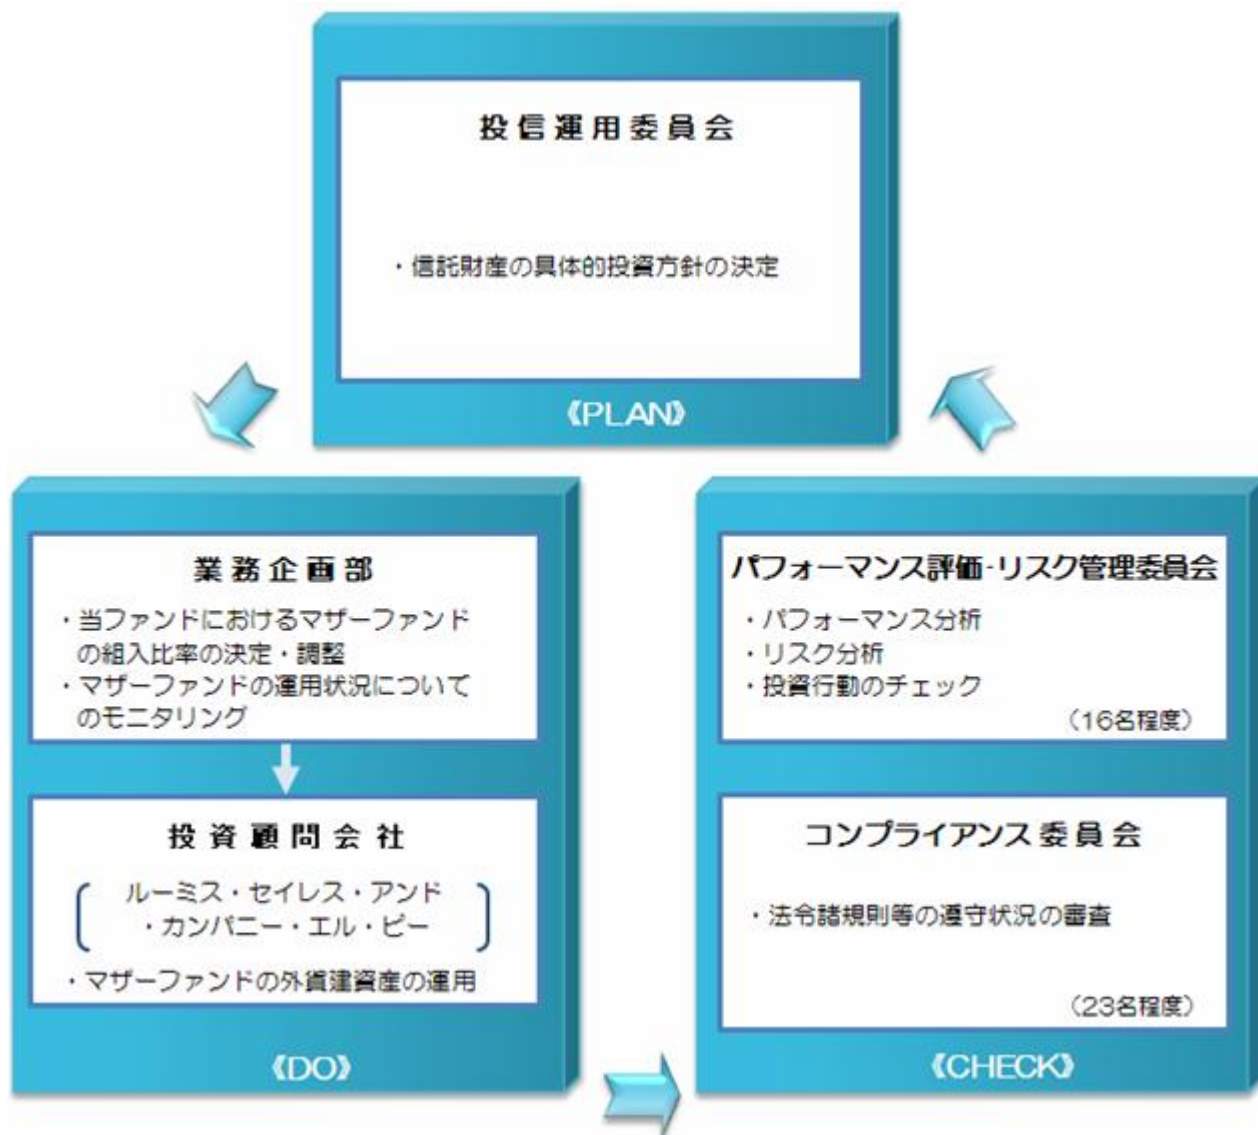 投信運用委員会
・信託財産の具体的投資方針の決定
《PLAN》
業務企画部
・当ファンドにおけるマザーファンド
の組入比率の決定・調整
・マザーファンドの運用状況について
のモニタリング
投資顧問会社
ルーミス・セイレス・アンド
・カンパニー・エル・ピー
・マザーファンドの外貨建資産の運用
《DO》
パフォーマンス評価・リスク管理委員会
・パフォーマンス分析
・リスク分析
・投資行動のチェック
（16名程度）
コンプライアンス委員会
・法令諸規則等の遵守状況の審査
（23名程度）
《CHECK》